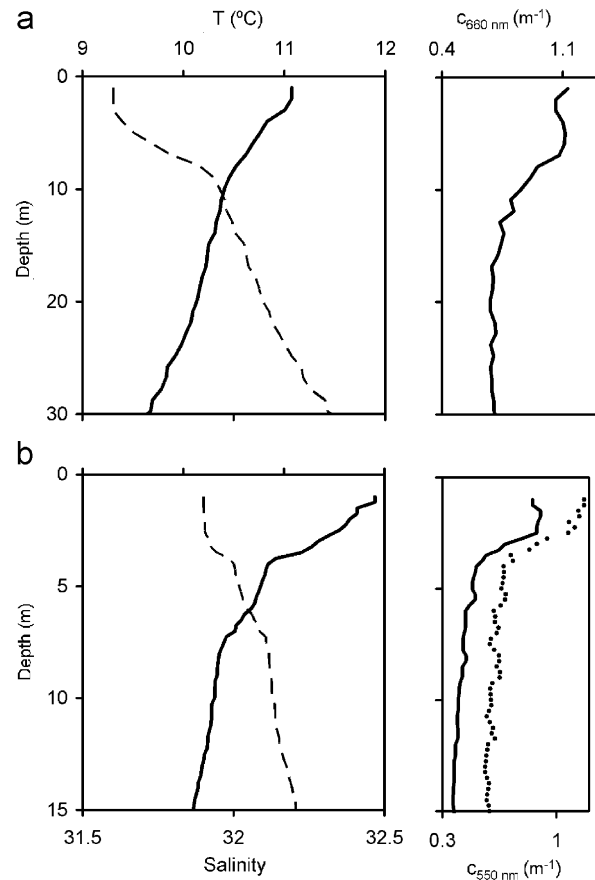 a
T (ºC)
c660 nm (m-1)
9 10 11 12
0.4 1.1
0
10
20
30
Depth (m)
b
0
5
10
15
Depth (m)
31.5 32 32.5
Salinity
0.3 1
c550 nm (m-1)